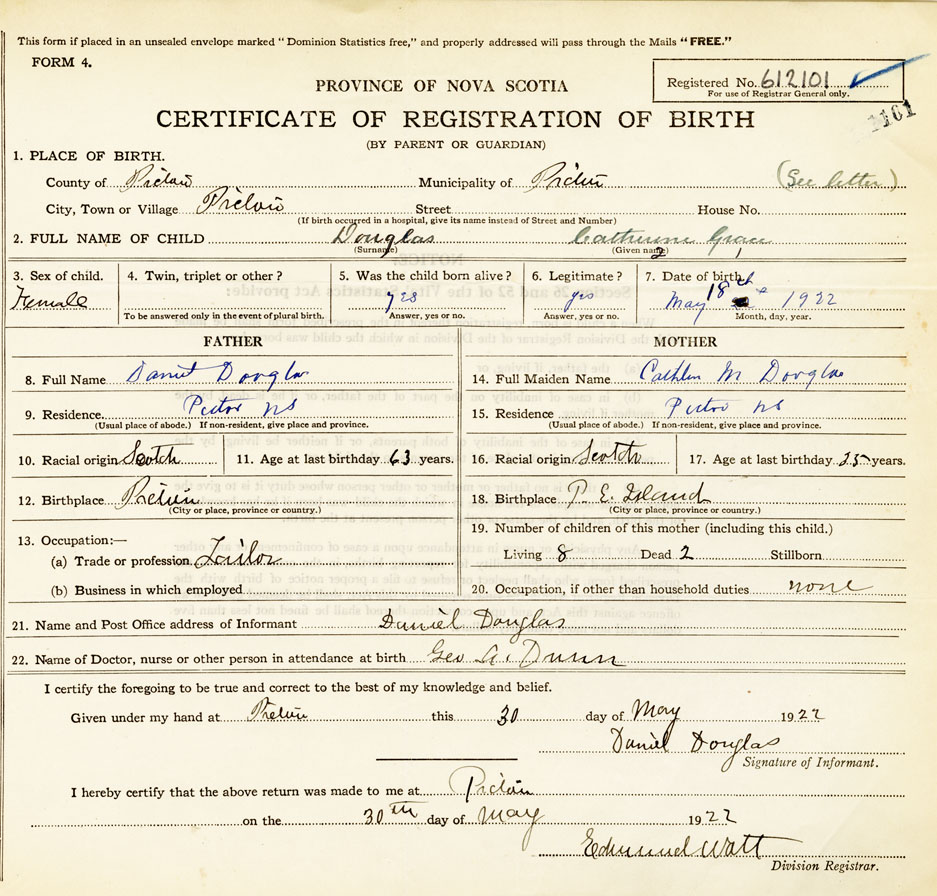 This form if placed in an unsealed envelope marked "Dominion Statistics free," and properly addressed will pass through the Mails "FREE."
FORM 4.
Registered No. 612101
For use of Registrar General only.
1101
PROVINCE OF NOVA SCOTIA
CERTIFICATE OF REGISTRATION OF BIRTH
(BY PARENT OR GUARDIAN)
1. PLACE OF BIRTH.
County of Pictou Municipality of Pictou (See letter)
City, Town or Village Pictou Street House No.
(If birth occurred in a hospital, give its name instead of Street and Number)
2. FULL NAME OF CHILD Douglas Catherine Grace
(Surname) (Given name)
3. Sex of child. 4. Twin, triplet or other? 5. Was the child born alive? 6. Legitimate? 7. Date of birth
Female yes yes May 18th 1922
To be answered only in the event of plural birth. Answer, yes or no. Answer, yes or no. Month, day, year.
FATHER MOTHER
8. Full Name Daniel Douglas 14. Full Maiden Name M Douglas
9. Residence. Pictou NS 15. Residence Pictou NS
(Usual place of abode.) If non-resident, give place and province. (Usual place of abode.) If non-resident, give place and province.
10. Racial origin Scotch 11. Age at last birthday 63 years. 16. Racial origin Scotch 17. Age at last birthday years.
12. Birthplace Pictou 18. Birthplace P. E. Island
(City or place, province or country.) (City or place, province or country.)
13. Occupation:— 19. Number of children of this mother (including this child.)
(a) Trade or profession Tailor Living 8 Dead 2 Stillborn
(b) Business in which employed 20. Occupation, if other than household duties none
21. Name and Post Office address of Informant Daniel Douglas
22. Name of Doctor, nurse or other person in attendance at birth Geo A. Dunn
I certify the foregoing to be true and correct to the best of my knowledge and belief.
Given under my hand at Pictou this 30 day of May 1922
Daniel Douglas
Signature of Informant.
I hereby certify that the above return was made to me at Pictou
on the 30th day of May 1922
Edmund Watt
Division Registrar.